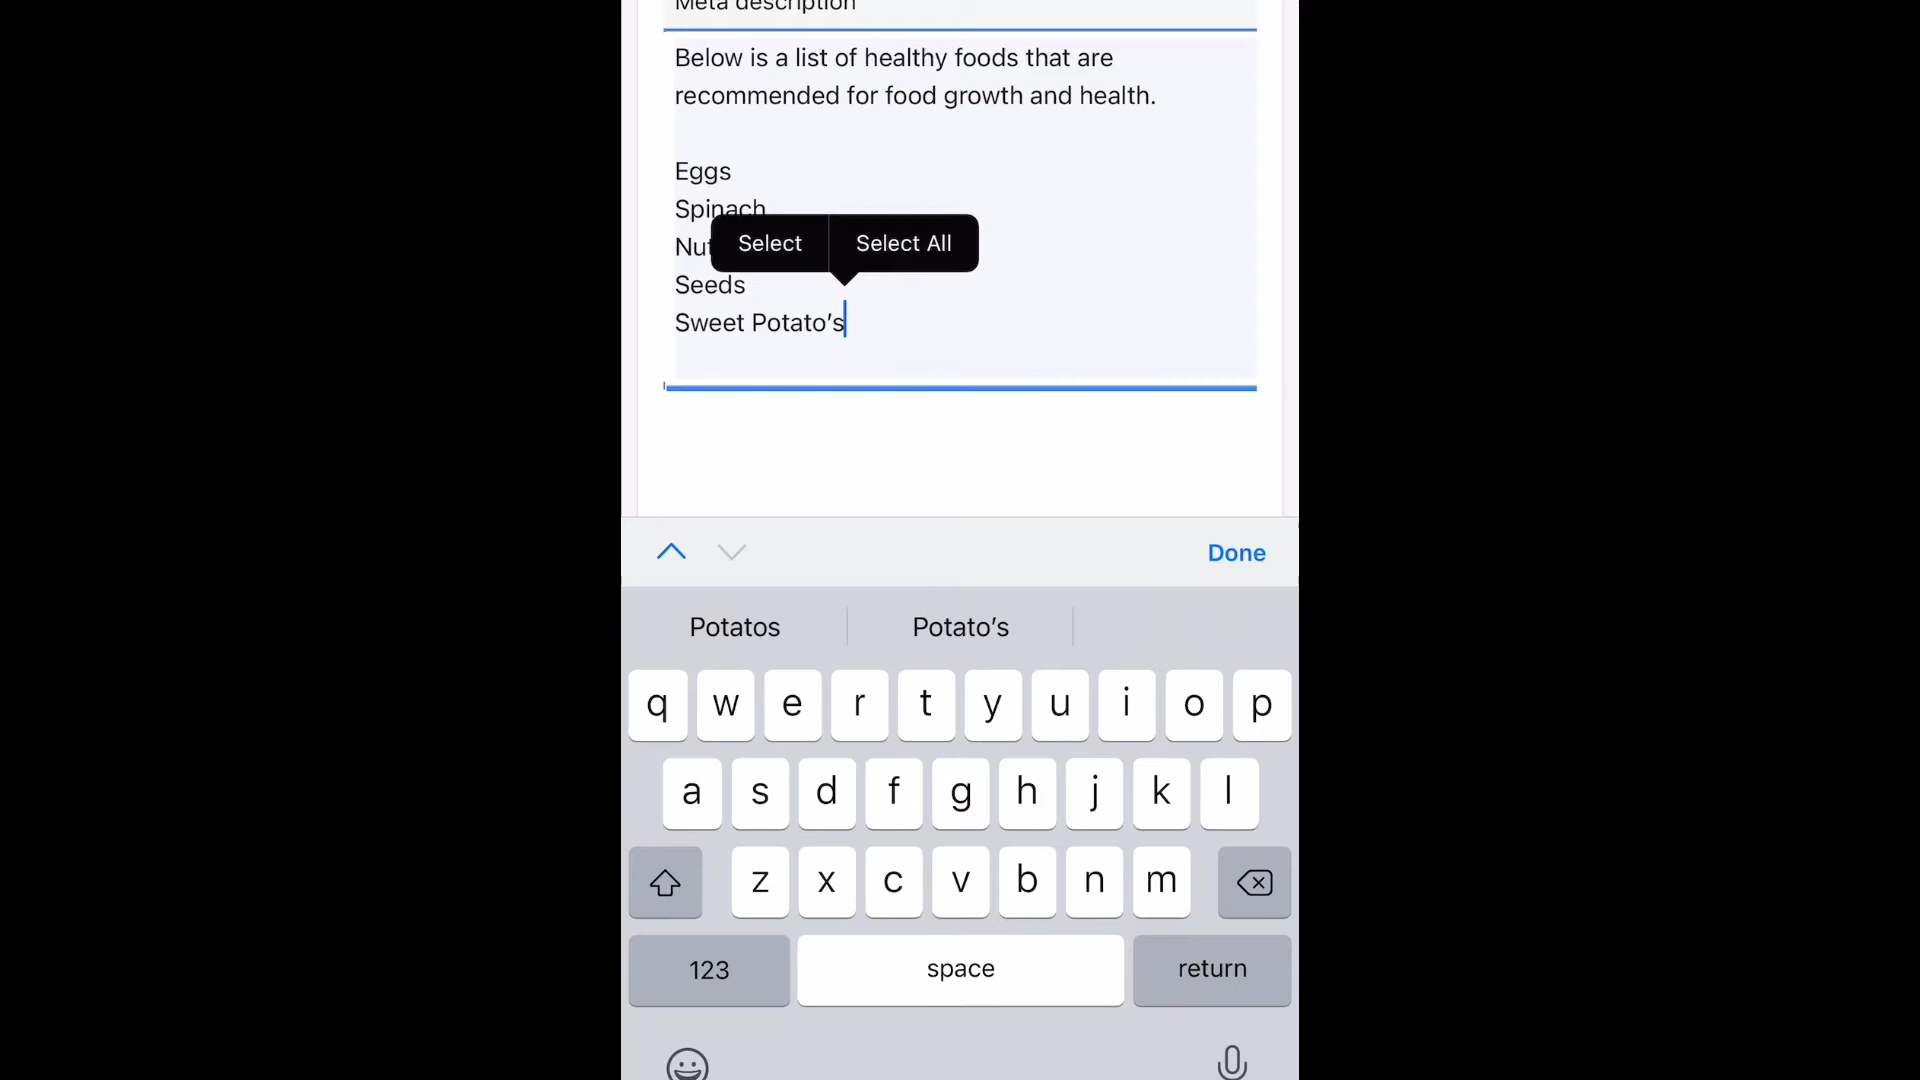 Meta description
Below is a list of healthy foods that are
recommended for food growth and health.
Eggs
Spinach
Select Select All
Seeds
Sweet Potato’s
Done
Potatos Potato’s
q w e r t y u i o p
a s d f g h j k l
z x c v b n m
123 space return